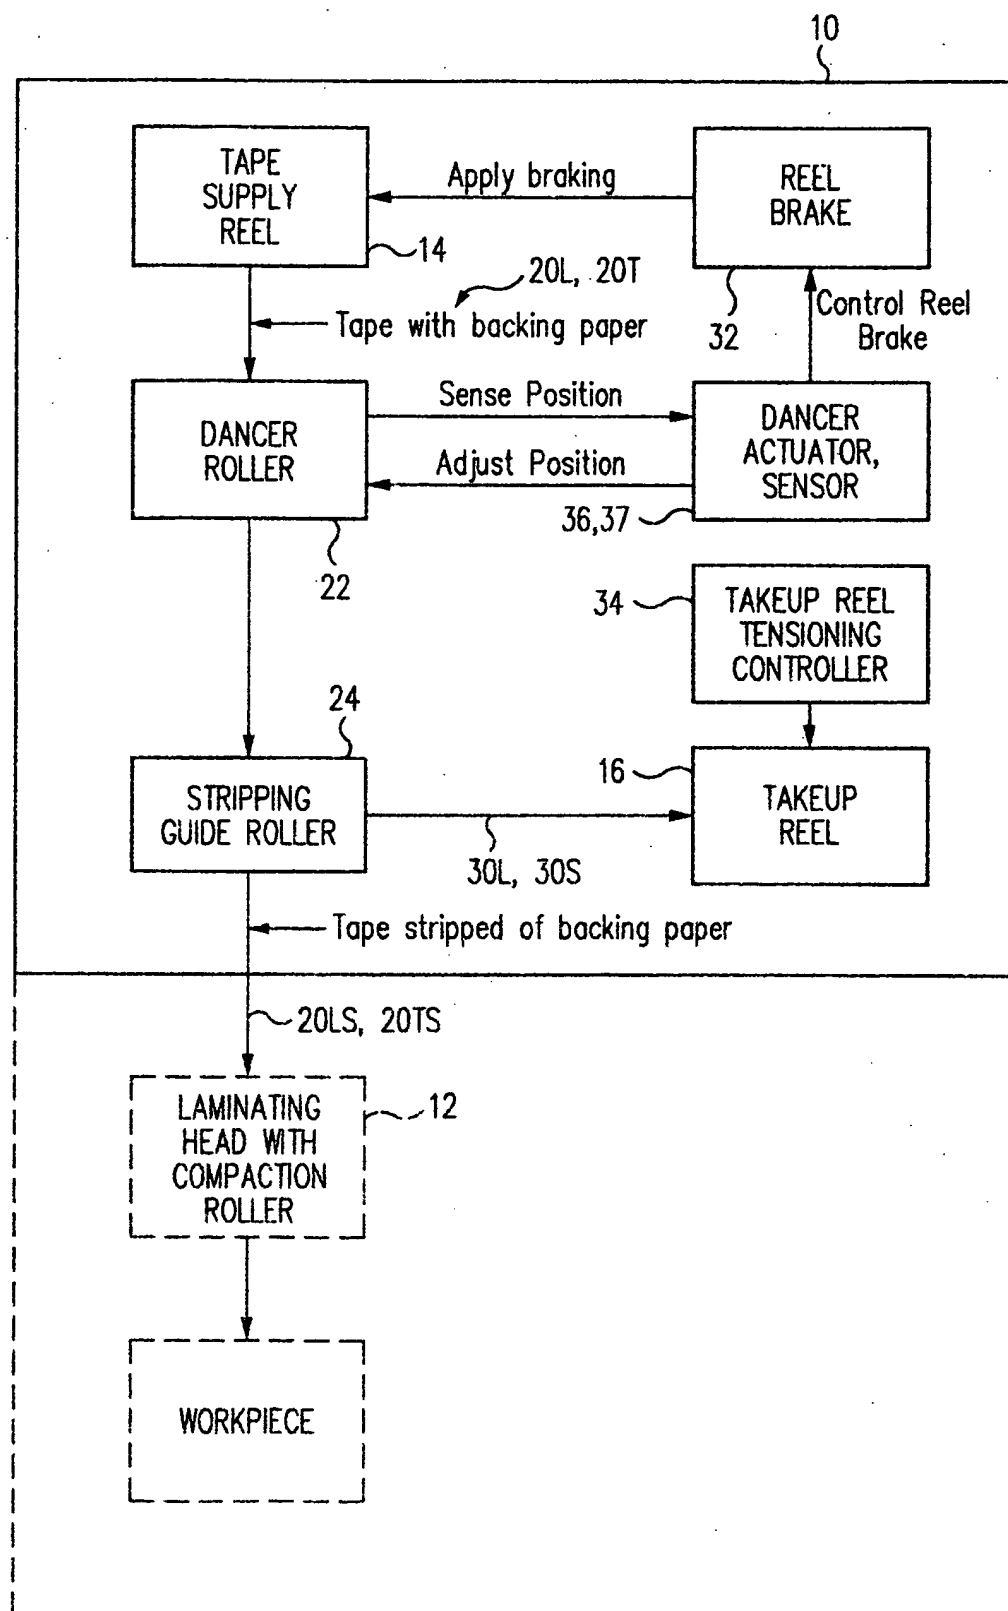 10
TAPE
SUPPLY
REEL
Apply braking
REEL
BRAKE
14
20L, 20T
32
Control Reel
Brake
Tape with backing paper
DANCER
ROLLER
Sense Position
Adjust Position
DANCER
ACTUATOR,
SENSOR
36,37
22
34
TAKEUP REEL
TENSIONING
CONTROLLER
24
STRIPPING
GUIDE ROLLER
16
TAKEUP
REEL
30L, 30S
Tape stripped of backing paper
20LS, 20TS
LAMINATING
HEAD WITH
COMPACTION
ROLLER
12
WORKPIECE